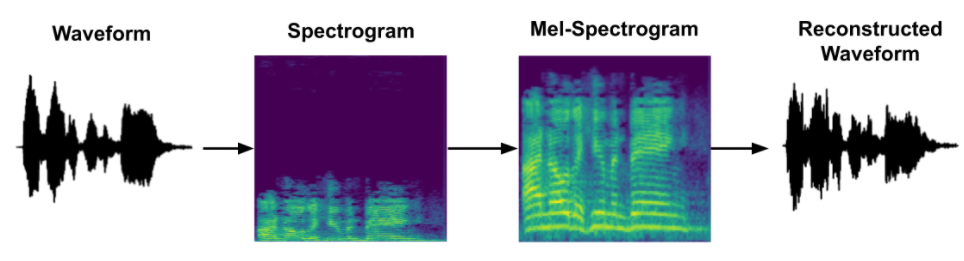 Waveform
Spectrogram
Mel-Spectrogram
Reconstructed
Waveform